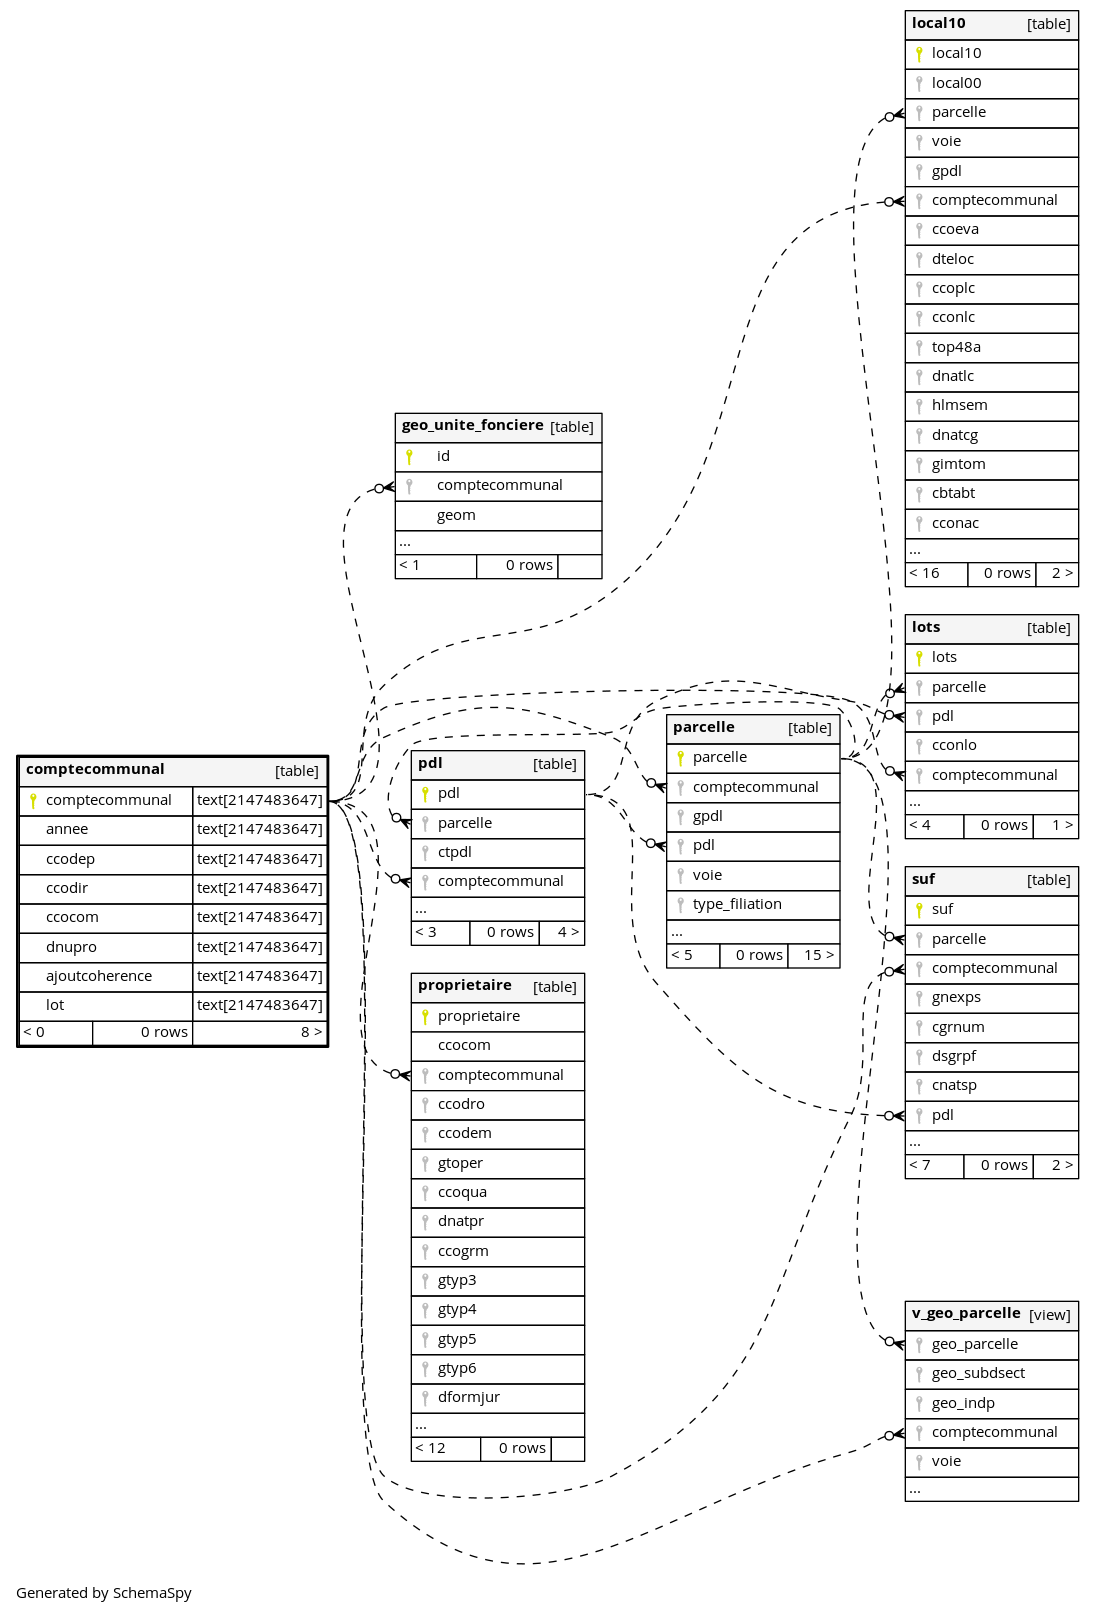 local10 [table]
local10
local00
parcelle
voie
gpdl
comptecommunal
ccoeva
dteloc
ccoplc
cconlc
top48a
dnatlc
hlmsem
dnatcg
gimtom
cbtabt
cconac
...
< 16 0 rows 2 >
geo_unite_fonciere [table]
id
comptecommunal
geom
...
< 1 0 rows
lots [table]
lots
parcelle
pdl
cconlo
comptecommunal
...
< 4 0 rows 1 >
parcelle [table]
parcelle
comptecommunal
gpdl
pdl
voie
type_filiation
...
< 5 0 rows 15 >
comptecommunal [table]
comptecommunal text[2147483647]
annee text[2147483647]
ccodep text[2147483647]
ccodir text[2147483647]
ccocom text[2147483647]
dnupro text[2147483647]
ajoutcoherence text[2147483647]
lot text[2147483647]
< 0 0 rows 8 >
pdl [table]
pdl
parcelle
ctpdl
comptecommunal
...
< 3 0 rows 4 >
suf [table]
suf
parcelle
comptecommunal
gnexps
cgrnum
dsgrpf
cnatsp
pdl
...
< 7 0 rows 2 >
proprietaire [table]
proprietaire
ccocom
comptecommunal
ccodro
ccodem
gtoper
ccoqua
dnatpr
ccogrm
gtyp3
gtyp4
gtyp5
gtyp6
dformjur
...
< 12 0 rows
v_geo_parcelle [view]
geo_parcelle
geo_subdsect
geo_indp
comptecommunal
voie
...
Generated by SchemaSpy